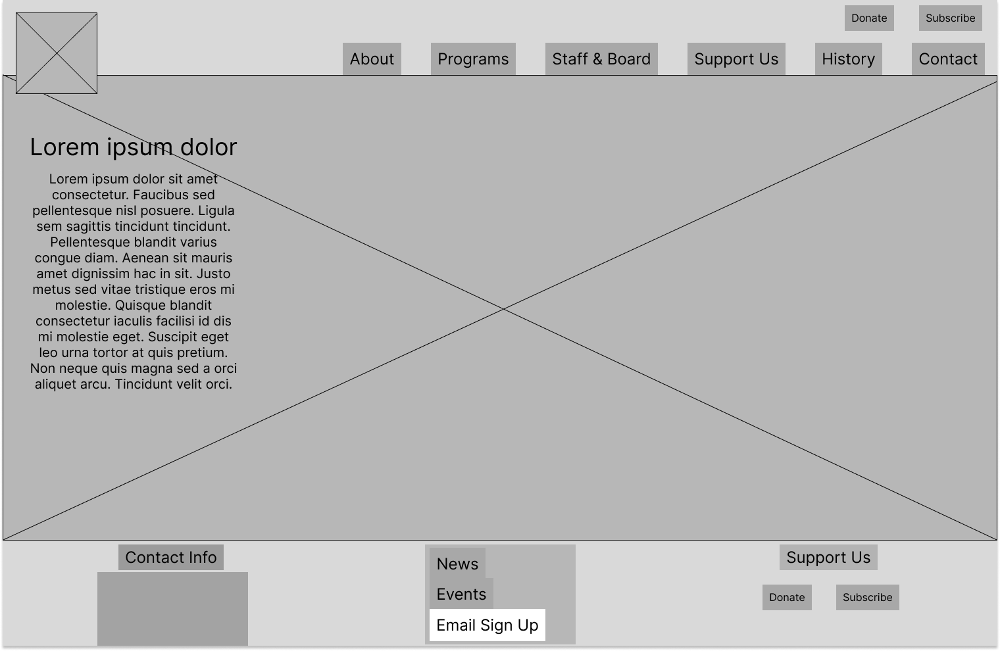 Donate
Subscribe
About
Programs
Staff & Board
Support Us
History
Contact
Lorem ipsum dolor
Lorem ipsum dolor sit amet
consectetur. Faucibus sed
pellentesque nisl posuere. Ligula
sem sagittis tincidunt tincidunt.
Pellentesque blandit varius
congue diam. Aenean sit mauris
amet dignissim hac in sit. Justo
metus sed vitae tristique eros mi
molestie. Quisque blandit
consectetur iaculis facilisi id dis
mi molestie eget. Suscipit eget
leo urna tortor at quis pretium.
Non neque quis magna sed a orci
aliquet arcu. Tincidunt velit orci.
Contact Info
News
Events
Email Sign Up
Support Us
Donate
Subscribe